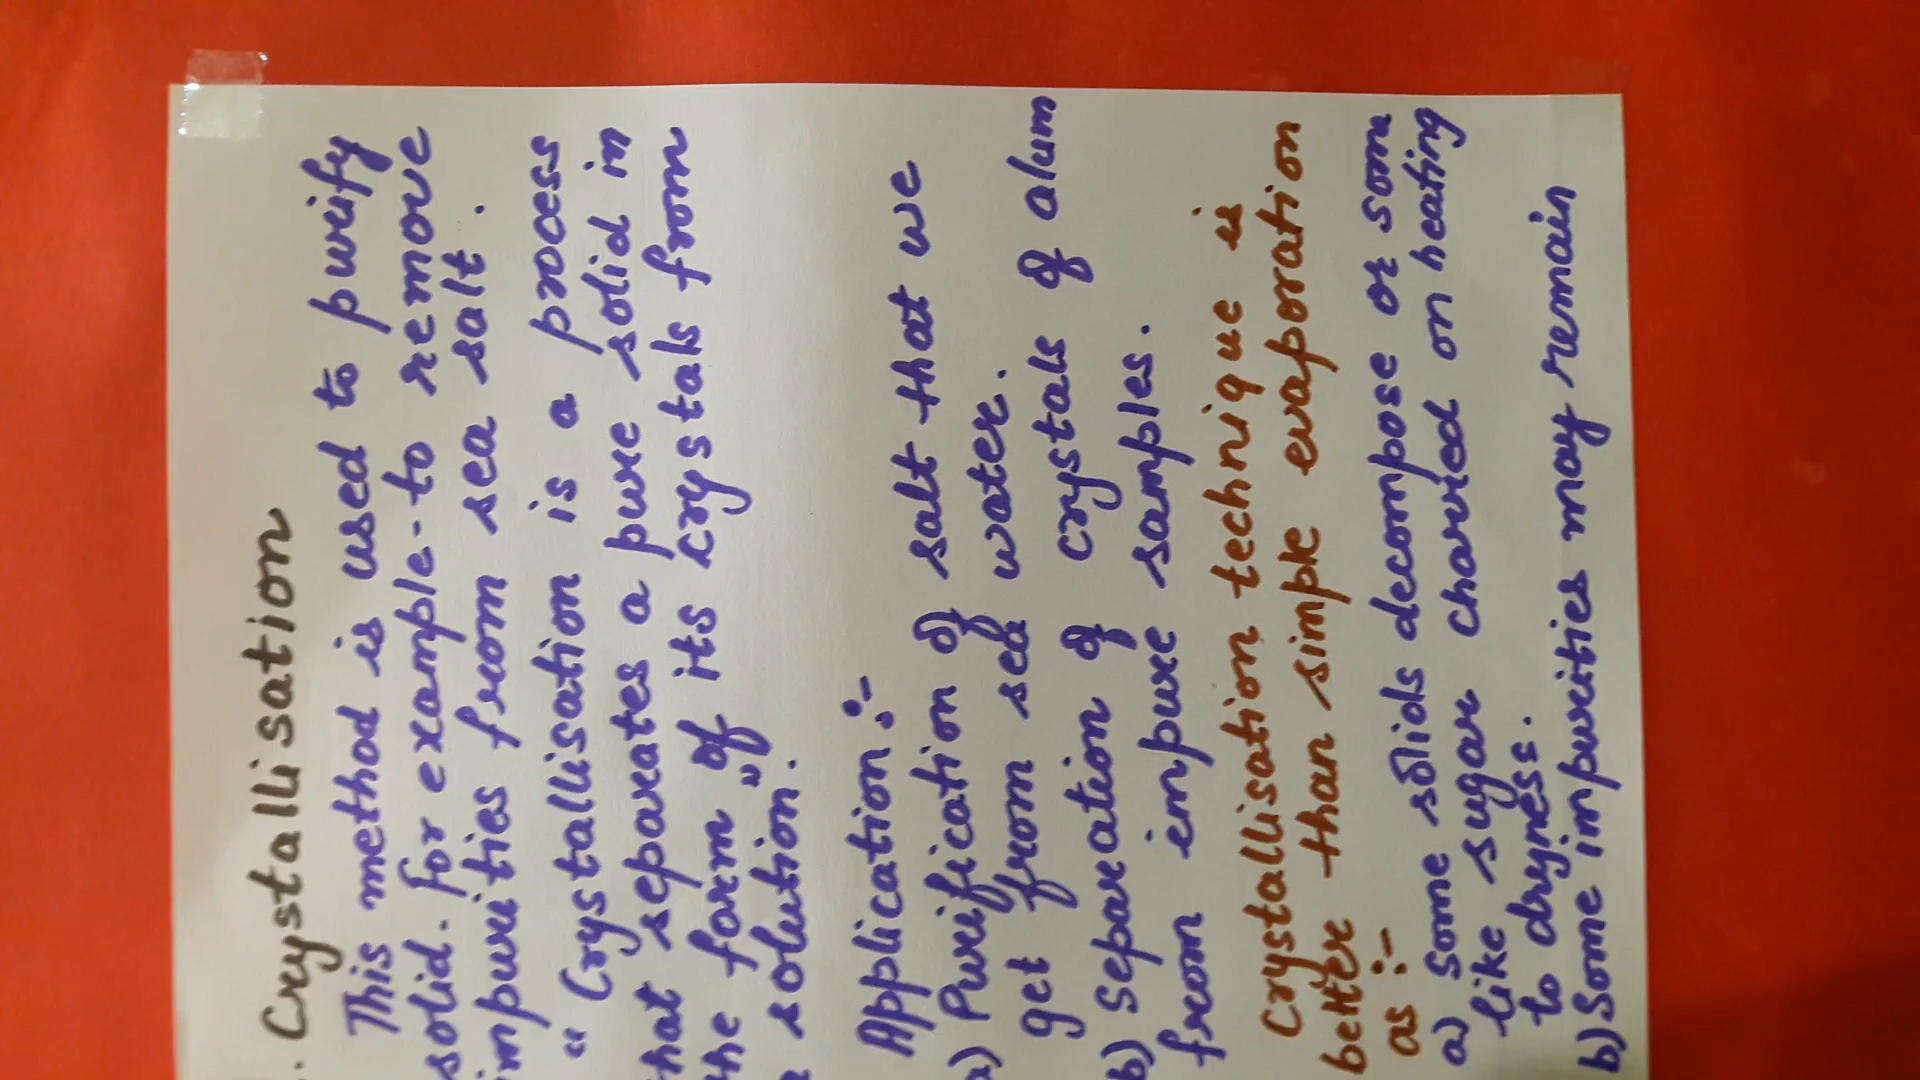 . Crystallisation
This method is used to purify
solid. For example - to remove
impurities from sea salt.
"Crystallisation is a process
that separates a pure solid in
the form of its crystals from
a solution."
Application :-
a) Purification of salt that we
get from sea water.
b) Separation of crystals of alum
from impure samples.
Crystallisation technique is
better than simple evaporation
as :-
a) Some solids decompose or som
like sugar charried on heating
to dryness.
b) Some impurities may remain